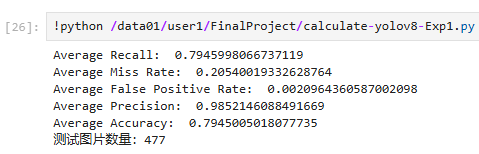 [26]: !python /data01/user1/FinalProject/calculate-yolov8-Exp1.py
Average Recall:  0.7945998066737119
Average Miss Rate:  0.20540019332628764
Average False Positive Rate:  0.0020964360587002098
Average Precision:  0.9852146088491669
Average Accuracy:  0.7945005018077735
测试图片数量: 477